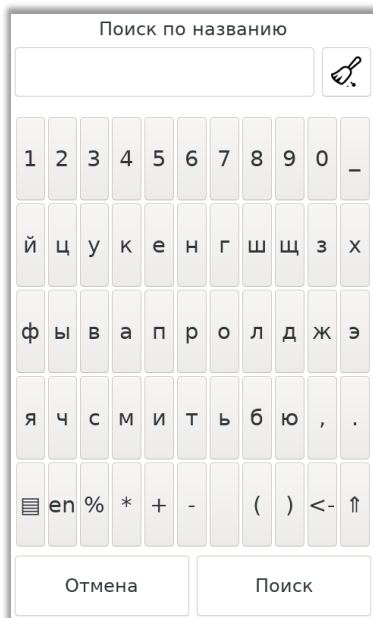 Поиск по названию
1 2 3 4 5 6 7 8 9 0 _
й ц у к е н г ш щ з х
ф ы в а п р о л д ж э
я ч с м и т ь б ю , .
▤ en % * + - ( ) <- ⇑
Отмена Поиск